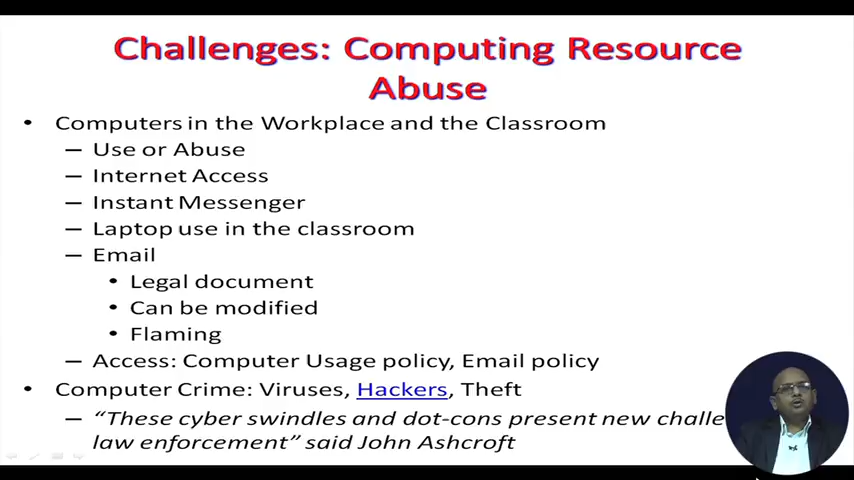 Challenges: Computing Resource
Abuse
• Computers in the Workplace and the Classroom
– Use or Abuse
– Internet Access
– Instant Messenger
– Laptop use in the classroom
– Email
• Legal document
• Can be modified
• Flaming
– Access: Computer Usage policy, Email policy
• Computer Crime: Viruses, Hackers, Theft
– “These cyber swindles and dot-cons present new
law enforcement” said John Ashcroft